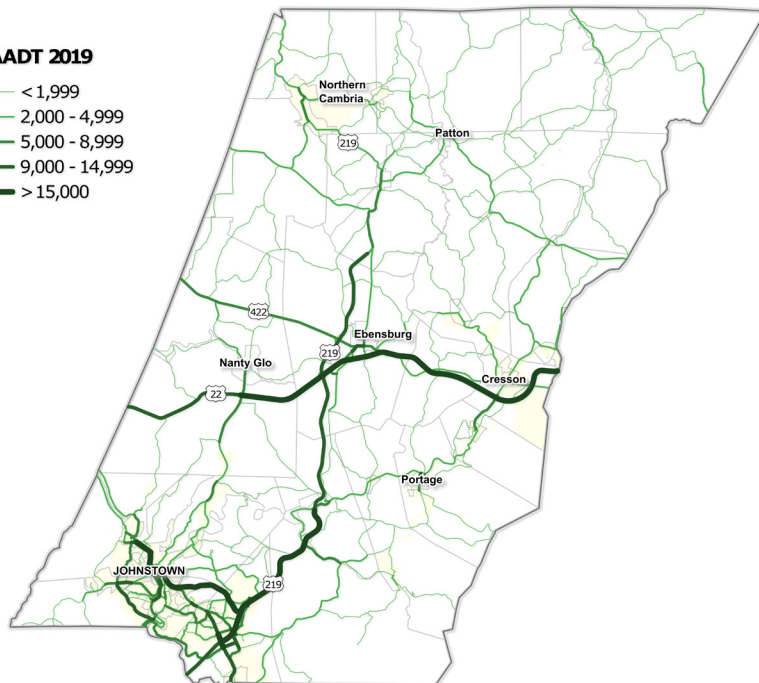 AADT 2019
< 1,999
2,000 - 4,999
5,000 - 8,999
9,000 - 14,999
> 15,000
Northern
Cambria
Patton
219
422
Ebensburg
219
Nanty Glo
Cresson
22
Portage
JOHNSTOWN
219